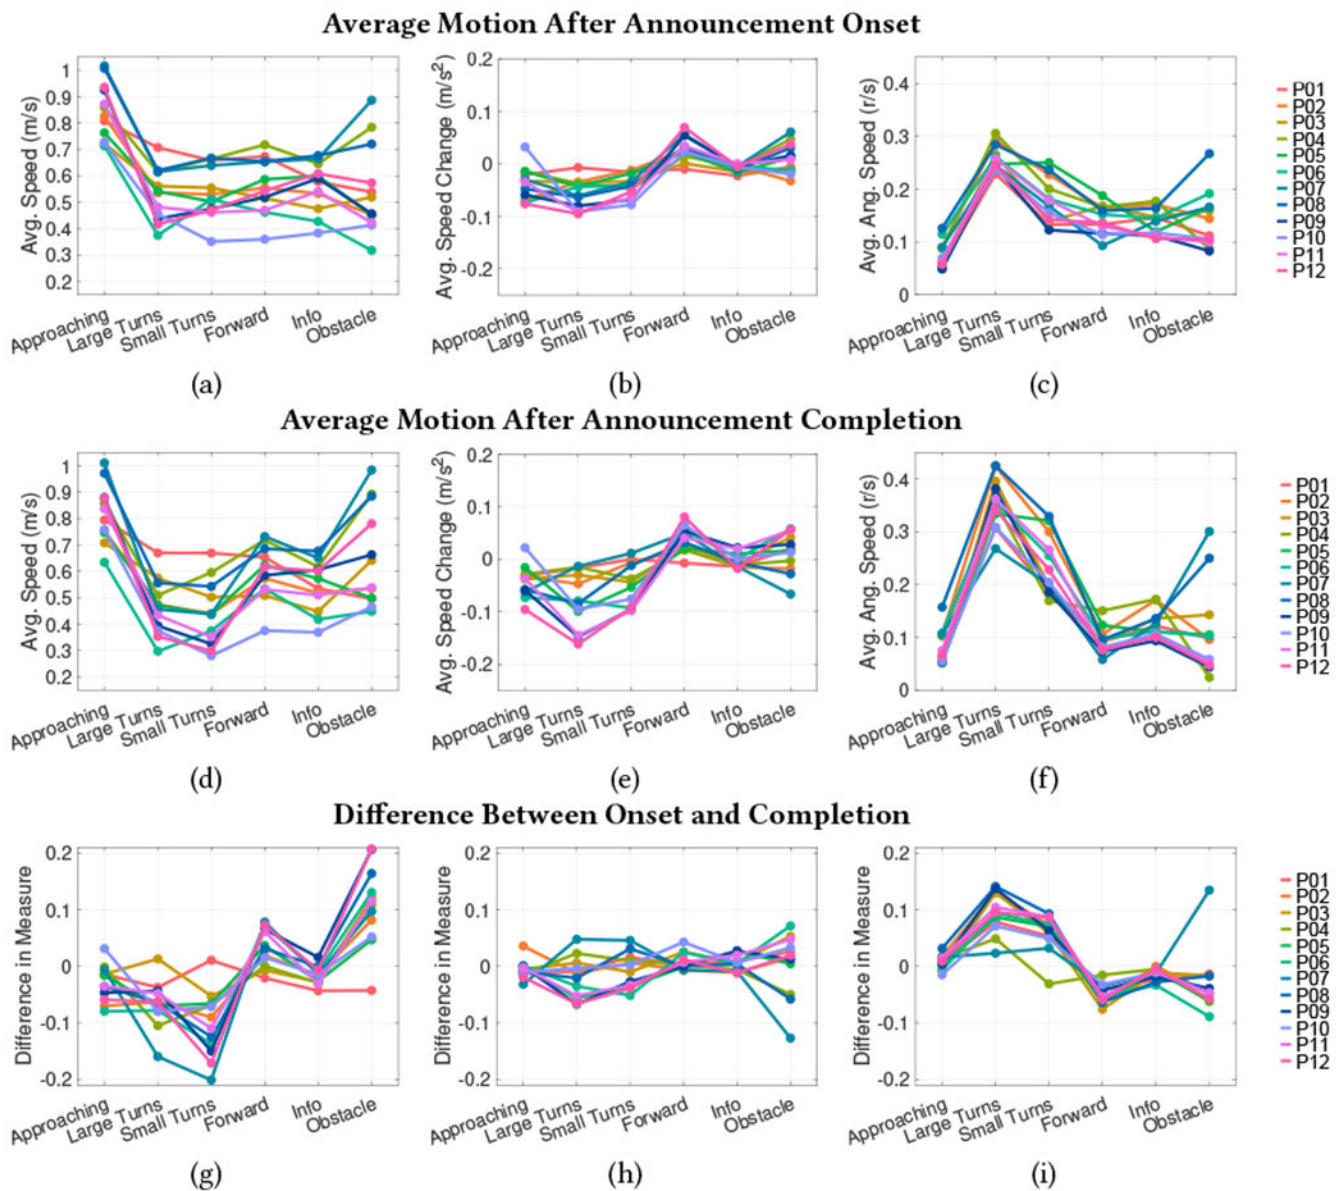 Average Motion After Announcement Onset
Avg. Speed (m/s)
1
0.9
0.8
0.7
0.6
0.5
0.4
0.3
0.2
Approaching
Large Turns
Small Turns
Forward
Info
Obstacle
(a)
Avg. Speed Change (m/s²)
0.2
0.1
0
-0.1
-0.2
Approaching
Large Turns
Small Turns
Forward
Info
Obstacle
(b)
Avg. Ang. Speed (r/s)
0.4
0.3
0.2
0.1
0
Approaching
Large Turns
Small Turns
Forward
Info
Obstacle
(c)
P01
P02
P03
P04
P05
P06
P07
P08
P09
P10
P11
P12
Average Motion After Announcement Completion
Avg. Speed (m/s)
1
0.9
0.8
0.7
0.6
0.5
0.4
0.3
0.2
Approaching
Large Turns
Small Turns
Forward
Info
Obstacle
(d)
Avg. Speed Change (m/s²)
0.2
0.1
0
-0.1
-0.2
Approaching
Large Turns
Small Turns
Forward
Info
Obstacle
(e)
Avg. Ang. Speed (r/s)
0.4
0.3
0.2
0.1
0
Approaching
Large Turns
Small Turns
Forward
Info
Obstacle
(f)
P01
P02
P03
P04
P05
P06
P07
P08
P09
P10
P11
P12
Difference Between Onset and Completion
Difference in Measure
0.2
0.1
0
-0.1
-0.2
Approaching
Large Turns
Small Turns
Forward
Info
Obstacle
(g)
Difference in Measure
0.2
0.1
0
-0.1
-0.2
Approaching
Large Turns
Small Turns
Forward
Info
Obstacle
(h)
Difference in Measure
0.2
0.1
0
-0.1
-0.2
Approaching
Large Turns
Small Turns
Forward
Info
Obstacle
(i)
P01
P02
P03
P04
P05
P06
P07
P08
P09
P10
P11
P12